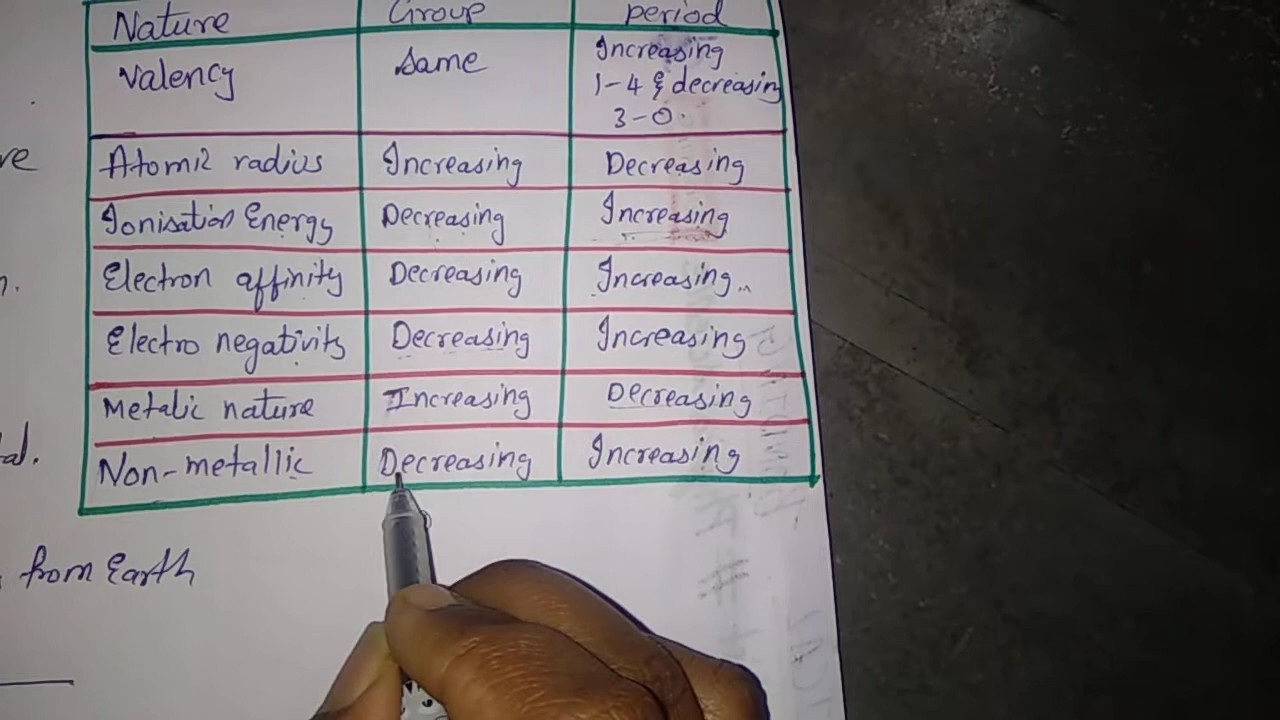 Nature Group period
Valency Same Increasing
1-4 & decreasing
3-0.
Atomic radius Increasing Decreasing
Ionisation Energy Decreasing Increasing
Electron affinity Decreasing Increasing..
Electro negativity Decreasing Increasing
Metalic nature Increasing Decreasing
Non-metallic Decreasing Increasing
from Earth